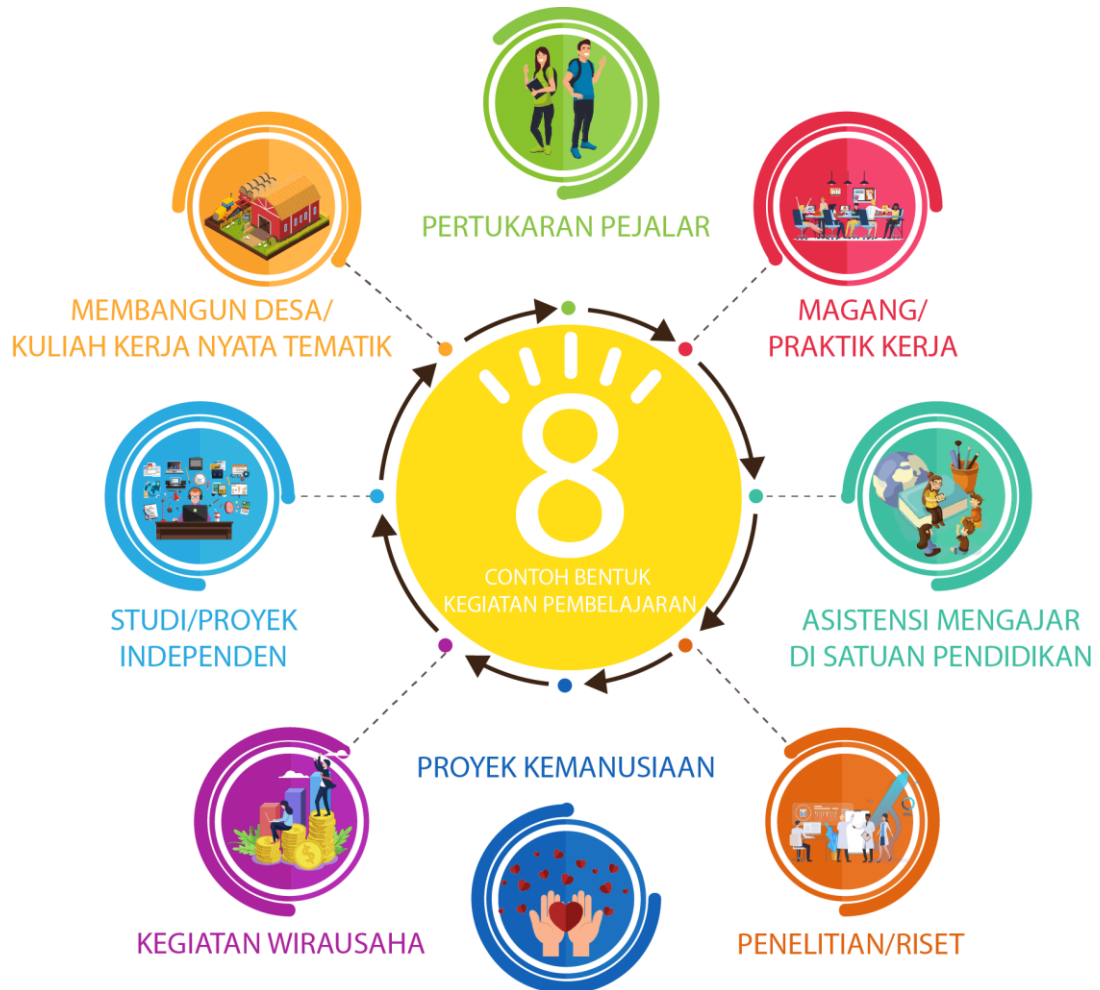 PERTUKARAN PEJALAR
MAGANG/
PRAKTIK KERJA
ASISTENSI MENGAJAR
DI SATUAN PENDIDIKAN
PENELITIAN/RISET
PROYEK KEMANUSIAAN
KEGIATAN WIRAUSAHA
STUDI/PROYEK
INDEPENDEN
MEMBANGUN DESA/
KULIAH KERJA NYATA TEMATIK
8
CONTOH BENTUK
KEGIATAN PEMBELAJARAN